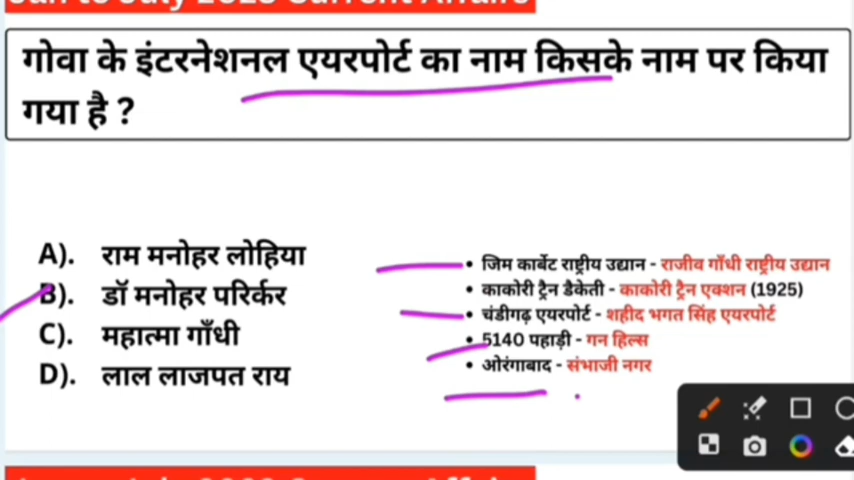 गोवा के इंटरनेशनल एयरपोर्ट का नाम किसके नाम पर किया
गया है ?
A). राम मनोहर लोहिया
B). डॉ मनोहर परिर्कर
C). महात्मा गाँधी
D). लाल लाजपत राय
• जिम कार्बेट राष्ट्रीय उद्यान - राजीव गाँधी राष्ट्रीय उद्यान
• काकोरी ट्रैन डैकेती - काकोरी ट्रैन एक्शन (1925)
• चंडीगढ़ एयरपोर्ट - शहीद भगत सिंह एयरपोर्ट
• 5140 पहाड़ी - गन हिल्स
• ओरंगाबाद - संभाजी नगर